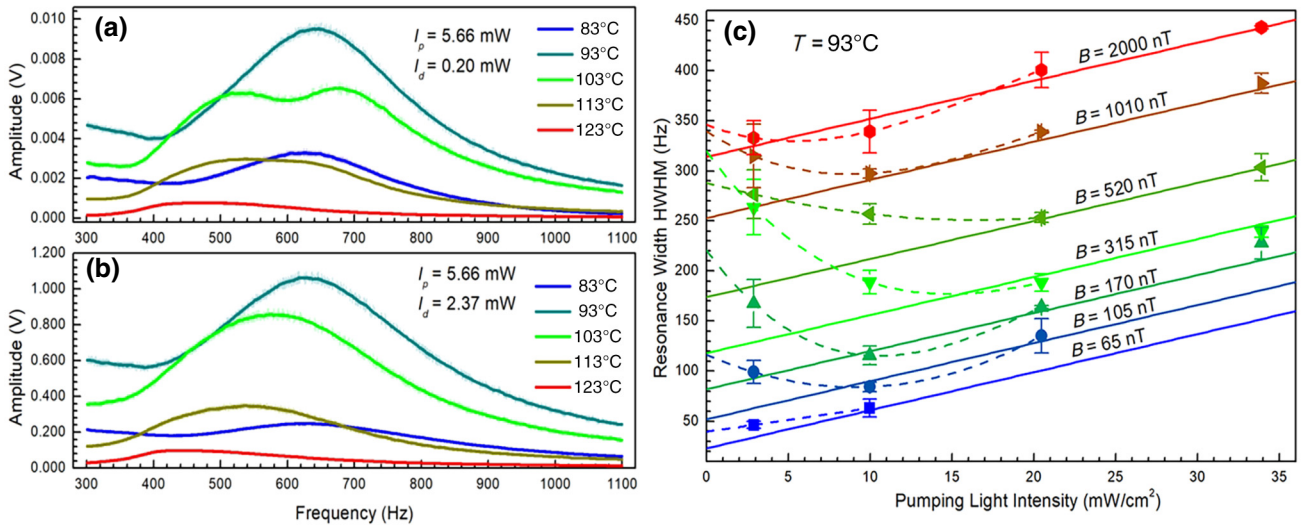 (a)
I_p = 5.66 mW
I_d = 0.20 mW
83°C
93°C
103°C
113°C
123°C
Amplitude (V)
0.010
0.008
0.006
0.004
0.002
0.000
300 400 500 600 700 800 900 1000 1100
(b)
I_p = 5.66 mW
I_d = 2.37 mW
83°C
93°C
103°C
113°C
123°C
Amplitude (V)
1.200
1.000
0.800
0.600
0.400
0.200
0.000
300 400 500 600 700 800 900 1000 1100
Frequency (Hz)
(c)
T = 93°C
B = 2000 nT
B = 1010 nT
B = 520 nT
B = 315 nT
B = 170 nT
B = 105 nT
B = 65 nT
Resonance Width HWHM (Hz)
450
400
350
300
250
200
150
100
50
0 5 10 15 20 25 30 35
Pumping Light Intensity (mW/cm²)